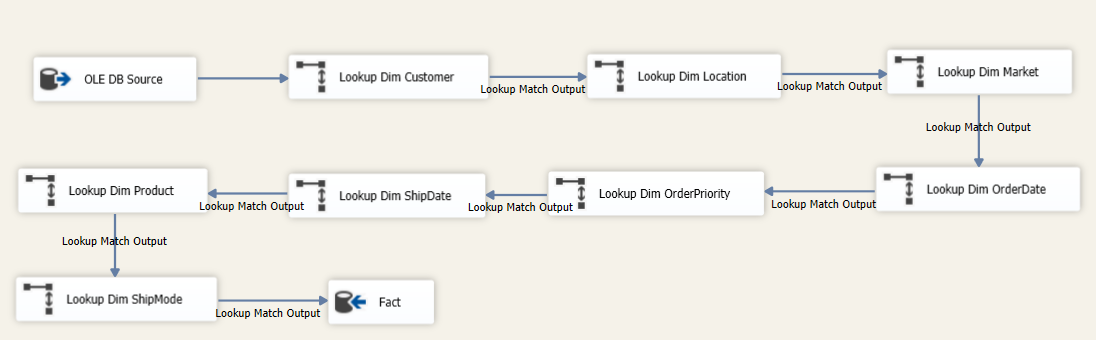 OLE DB Source
Lookup Dim Customer
Lookup Match Output
Lookup Dim Location
Lookup Match Output
Lookup Dim Market
Lookup Match Output
Lookup Dim OrderDate
Lookup Match Output
Lookup Dim OrderPriority
Lookup Match Output
Lookup Dim ShipDate
Lookup Match Output
Lookup Dim Product
Lookup Match Output
Lookup Dim ShipMode
Lookup Match Output
Fact